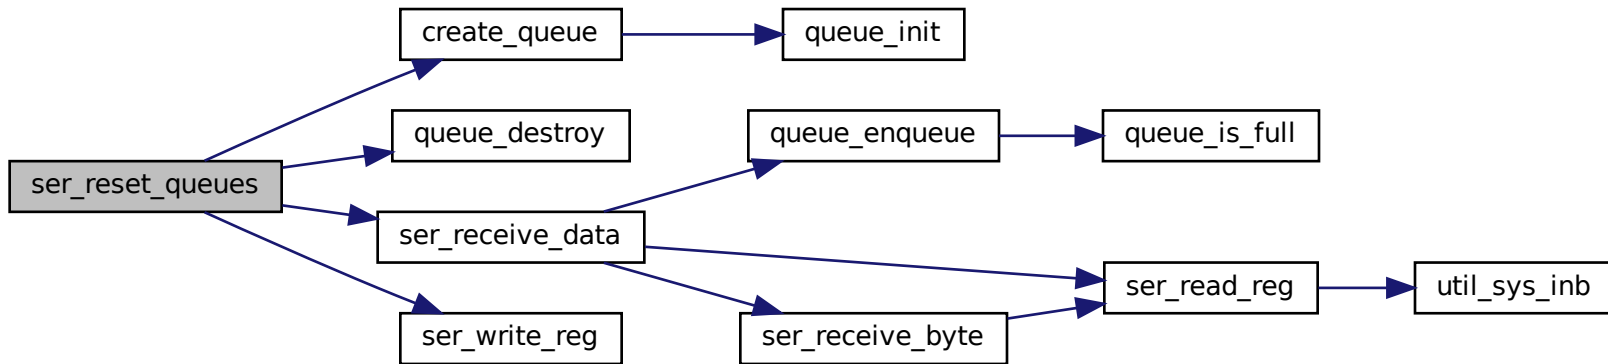 create_queue
queue_init
queue_destroy
queue_enqueue
queue_is_full
ser_reset_queues
ser_receive_data
ser_read_reg
util_sys_inb
ser_write_reg
ser_receive_byte